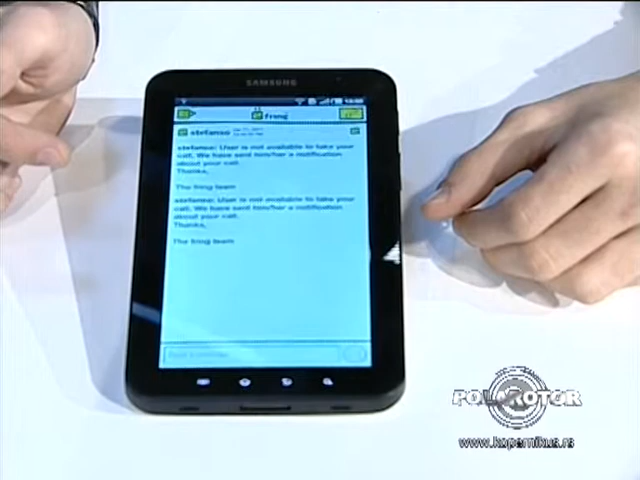 SAMSUNG
fring
stefanso
stefanso: User is not available to take your
call. We have sent him/her a notification
about your call.
Thanks,
The fring team
stefanso: User is not available to take your
call. We have sent him/her a notification
about your call.
Thanks,
The fring team
POLAROTOR
www.kopernikus.rs